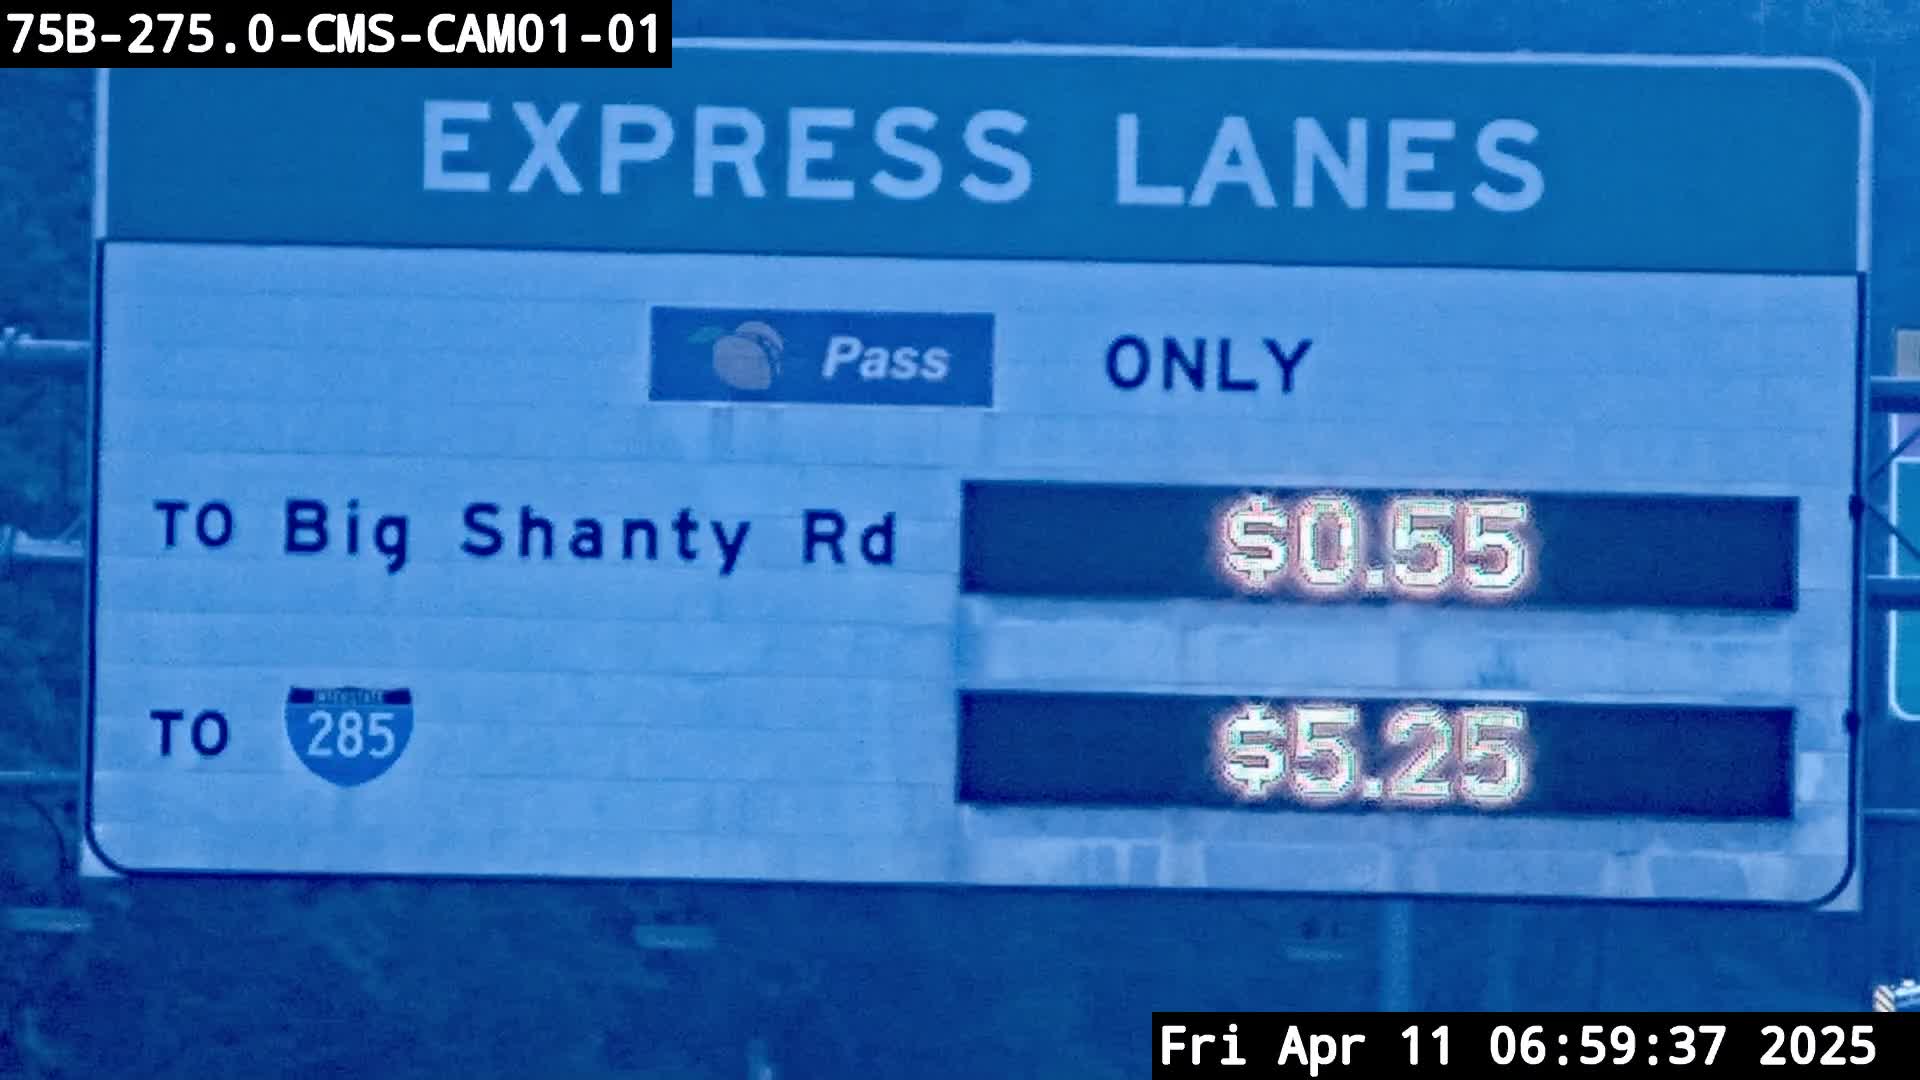 75B-275.0-CMS-CAM01-01
EXPRESS LANES
Pass ONLY
TO Big Shanty Rd $0.55
INTERSTATE
TO 285 $5.25
Fri Apr 11 06:59:37 2025